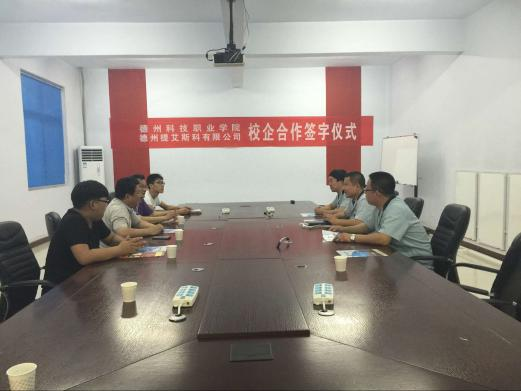 德州科技职业学院
德州提艾斯科有限公司
校企合作签字仪式